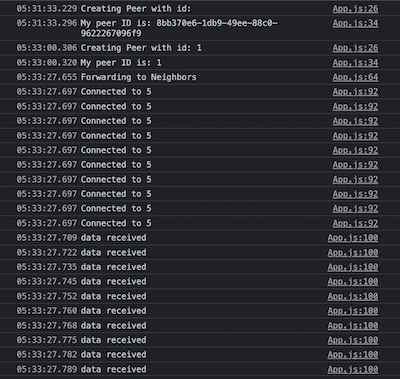 05:31:33.229 Creating Peer with id: App.js:26
05:31:33.296 My peer ID is: 8bb370e6-1db9-49ee-88c0- App.js:34
9622267096f9
05:33:00.306 Creating Peer with id: 1 App.js:26
05:33:00.320 My peer ID is: 1 App.js:34
05:33:27.655 Forwarding to Neighbors App.js:64
05:33:27.697 Connected to 5 App.js:92
05:33:27.697 Connected to 5 App.js:92
05:33:27.697 Connected to 5 App.js:92
05:33:27.697 Connected to 5 App.js:92
05:33:27.697 Connected to 5 App.js:92
05:33:27.697 Connected to 5 App.js:92
05:33:27.697 Connected to 5 App.js:92
05:33:27.697 Connected to 5 App.js:92
05:33:27.697 Connected to 5 App.js:92
05:33:27.697 Connected to 5 App.js:92
05:33:27.709 data received App.js:100
05:33:27.722 data received App.js:100
05:33:27.735 data received App.js:100
05:33:27.745 data received App.js:100
05:33:27.752 data received App.js:100
05:33:27.760 data received App.js:100
05:33:27.768 data received App.js:100
05:33:27.775 data received App.js:100
05:33:27.782 data received App.js:100
05:33:27.789 data received App.js:100